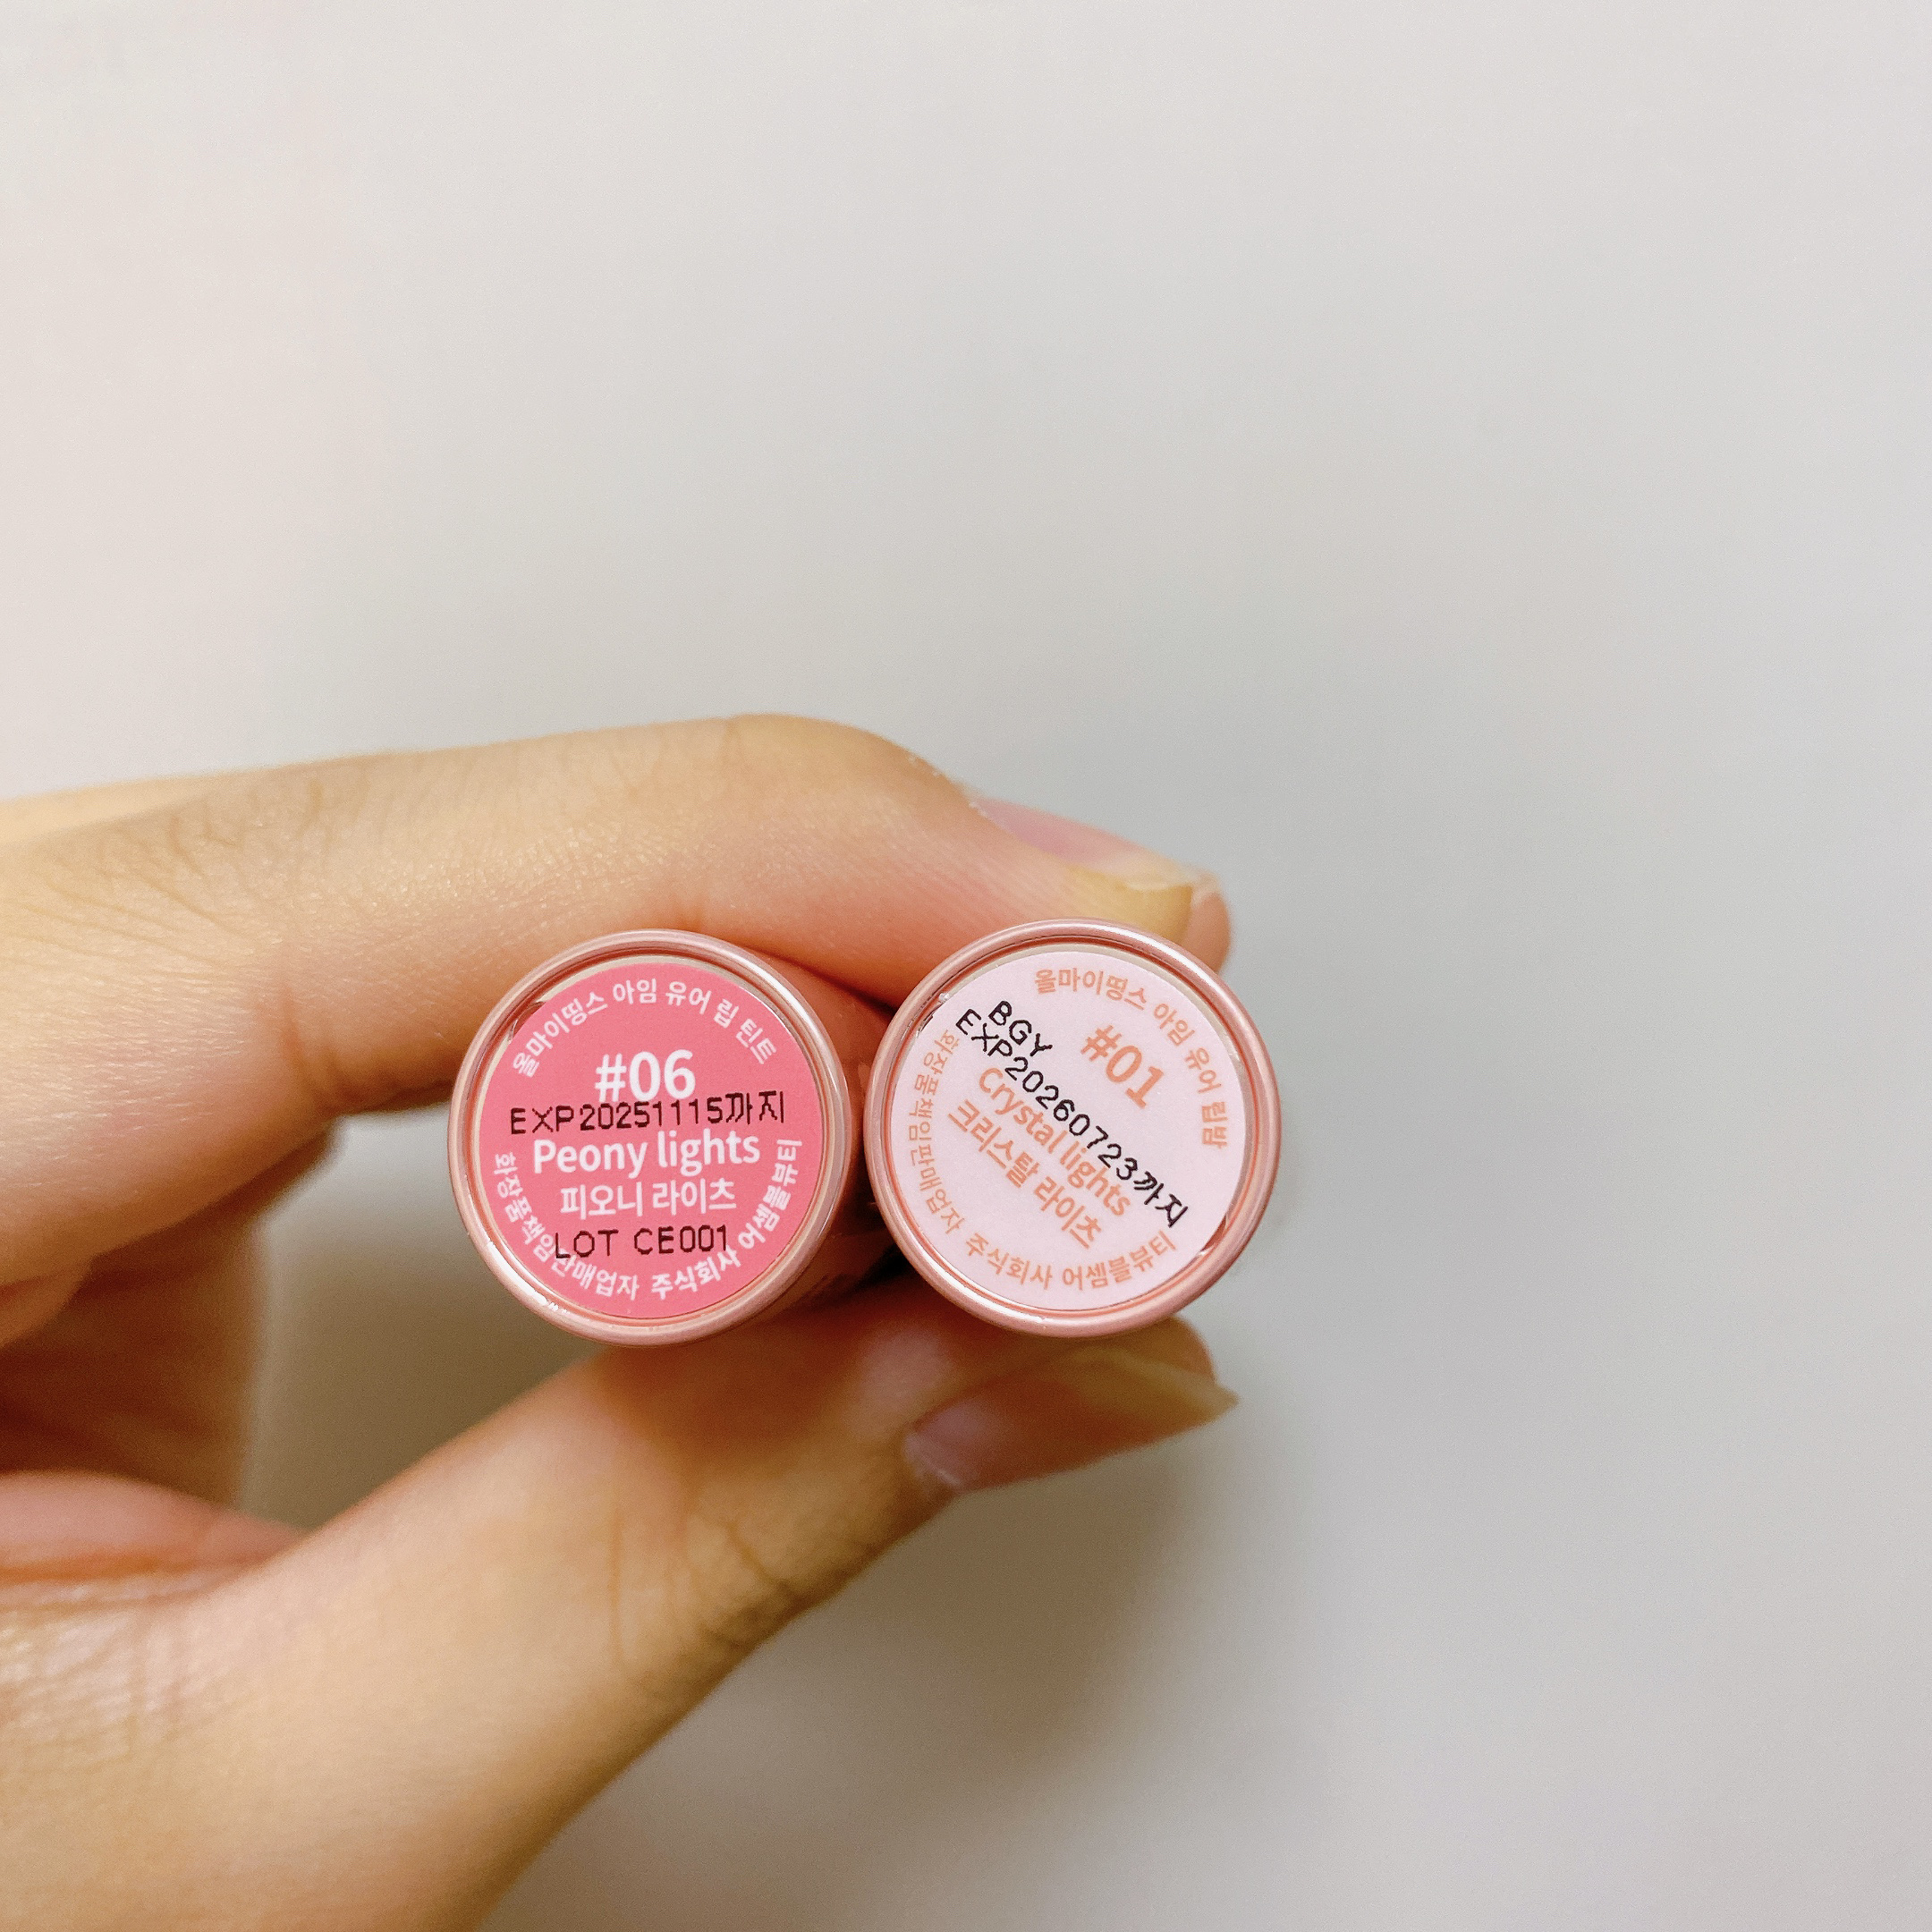 올마이띵스 아임 유어 립 틴트
#06
EXP20251115까지
Peony lights
피오니 라이츠
LOT CE001
화장품책임판매업자 주식회사 어셈블뷰티
올마이띵스 아임 유어 립밤
#01
BGY
EXP20260723까지
Crystal lights
크리스탈 라이츠
화장품책임판매업자 주식회사 어셈블뷰티